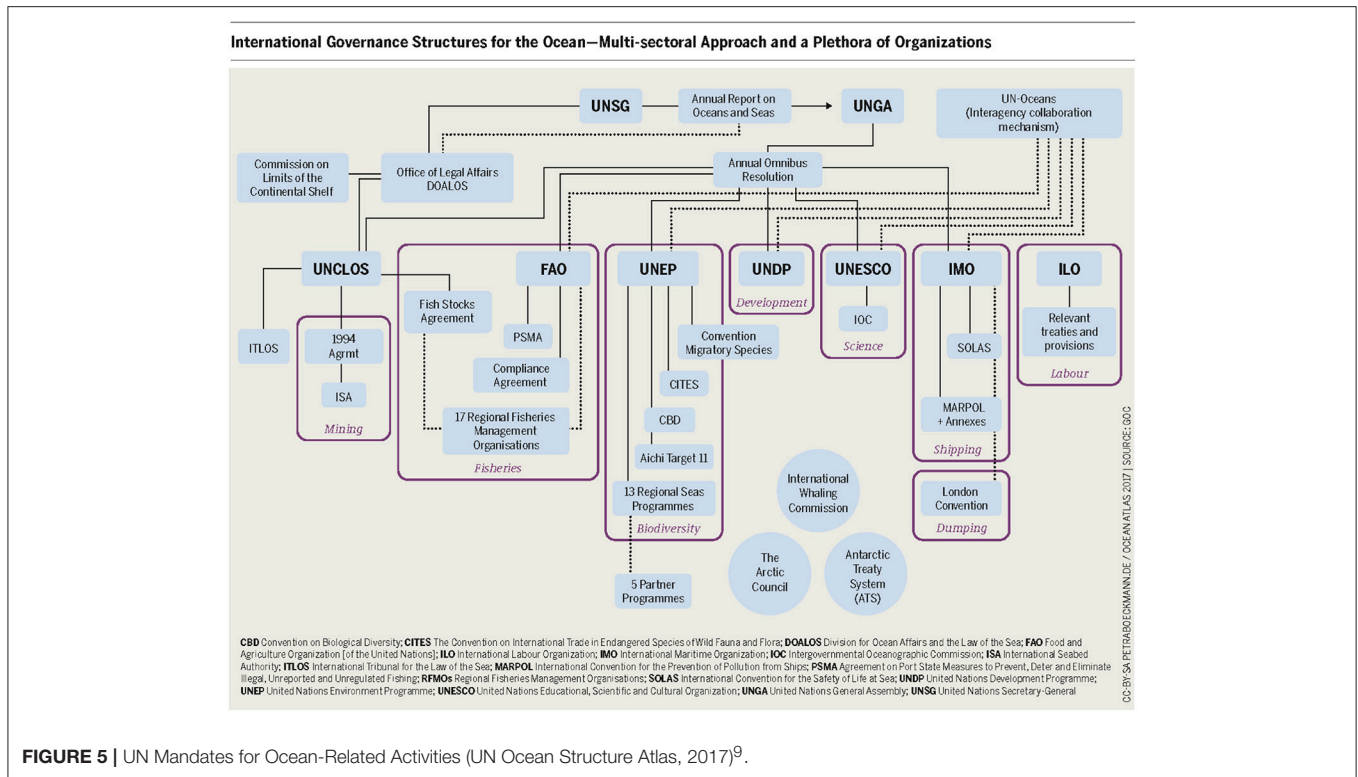 International Governance Structures for the Ocean—Multi-sectoral Approach and a Plethora of Organizations
UNSG
Annual Report on
Oceans and Seas
UNGA
UN-Oceans
(Interagency collaboration
mechanism)
Commission on
Limits of the
Continental Shelf
Office of Legal Affairs
DOALOS
Annual Omnibus
Resolution
UNCLOS
FAO
UNEP
UNDP
UNESCO
IMO
ILO
Development
Fish Stocks
Agreement
IOC
Relevant
treaties and
provisions
ITLOS
1994
Agrmt
PSMA
Convention
Migratory Species
Science
SOLAS
Labour
Compliance
Agreement
CITES
ISA
Mining
17 Regional Fisheries
Management
Organisations
CBD
MARPOL
+ Annexes
Shipping
Fisheries
Aichi Target 11
13 Regional Seas
Programmes
Biodiversity
International
Whaling
Commission
London
Convention
Dumping
5 Partner
Programmes
The
Arctic
Council
Antarctic
Treaty
System
(ATS)
CC-BY-SA PETRABOECKMANN.DE / OCEAN ATLAS 2017 | SOURCE: GOC
CBD Convention on Biological Diversity; CITES The Convention on International Trade in Endangered Species of Wild Fauna and Flora; DOALOS Division for Ocean Affairs and the Law of the Sea; FAO Food and
Agriculture Organization [of the United Nations]; ILO International Labour Organization; IMO International Maritime Organization; IOC Intergovernmental Oceanographic Commission; ISA International Seabed
Authority; ITLOS International Tribunal for the Law of the Sea; MARPOL International Convention for the Prevention of Pollution from Ships; PSMA Agreement on Port State Measures to Prevent, Deter and Eliminate
Illegal, Unreported and Unregulated Fishing; RFMOs Regional Fisheries Management Organisations; SOLAS International Convention for the Safety of Life at Sea; UNDP United Nations Development Programme;
UNEP United Nations Environment Programme; UNESCO United Nations Educational, Scientific and Cultural Organization; UNGA United Nations General Assembly; UNSG United Nations Secretary-General
FIGURE 5 | UN Mandates for Ocean-Related Activities (UN Ocean Structure Atlas, 2017)9.